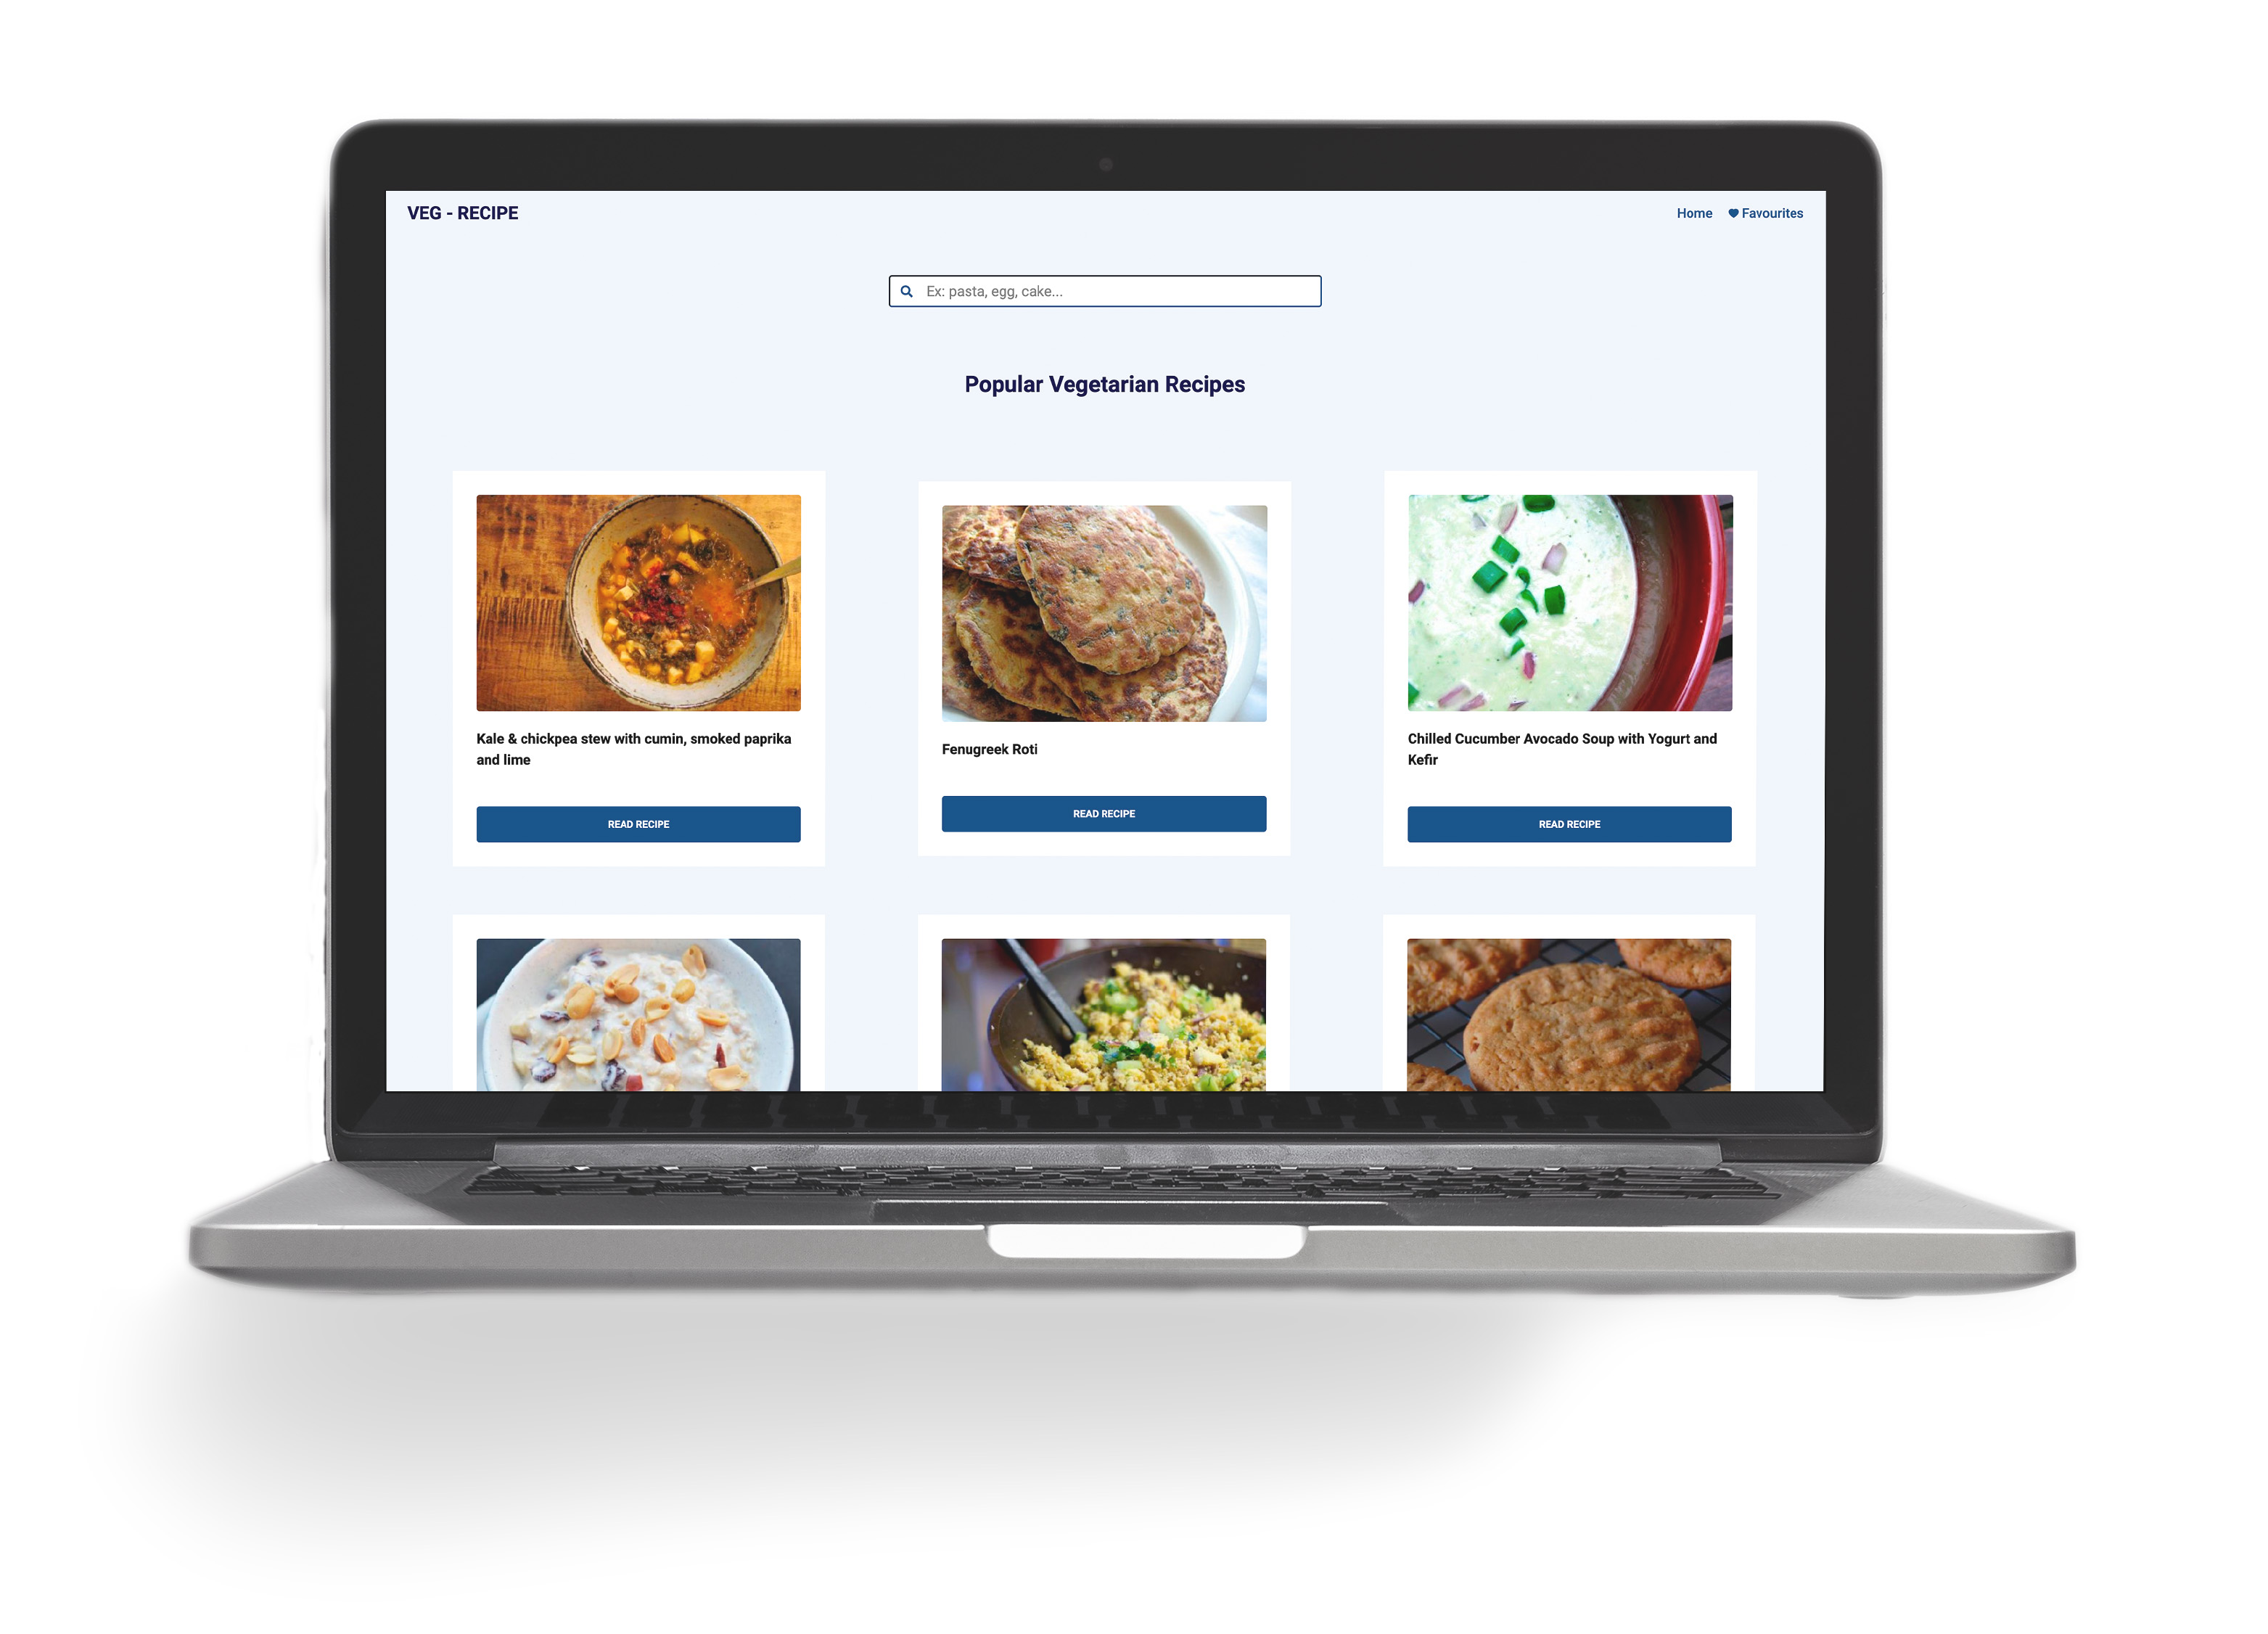 VEG - RECIPE
Home Favourites
Ex: pasta, egg, cake...
Popular Vegetarian Recipes
Kale & chickpea stew with cumin, smoked paprika
and lime
READ RECIPE
Fenugreek Roti
READ RECIPE
Chilled Cucumber Avocado Soup with Yogurt and
Kefir
READ RECIPE